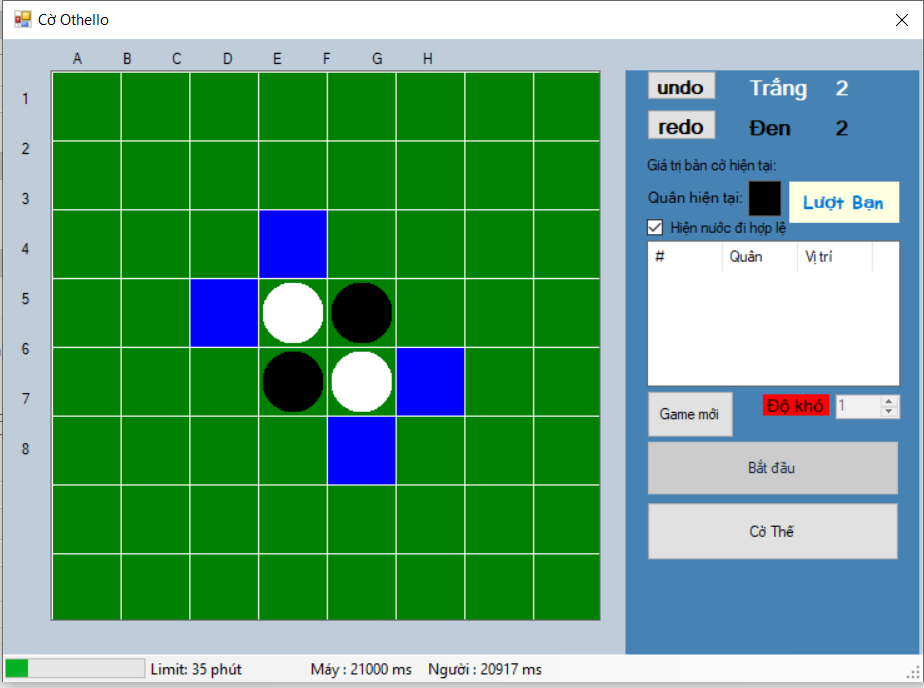 Cờ Othello
A B C D E F G H
1
2
3
4
5
6
7
8
undo Trắng 2
redo Đen 2
Giá trị bàn cờ hiện tại:
Quân hiện tại: Lượt Bạn
Hiện nước đi hợp lệ
# Quân Vị trí
Game mới Độ khó 1
Bắt đầu
Cờ Thế
Limit: 35 phút Máy : 21000 ms Người : 20917 ms